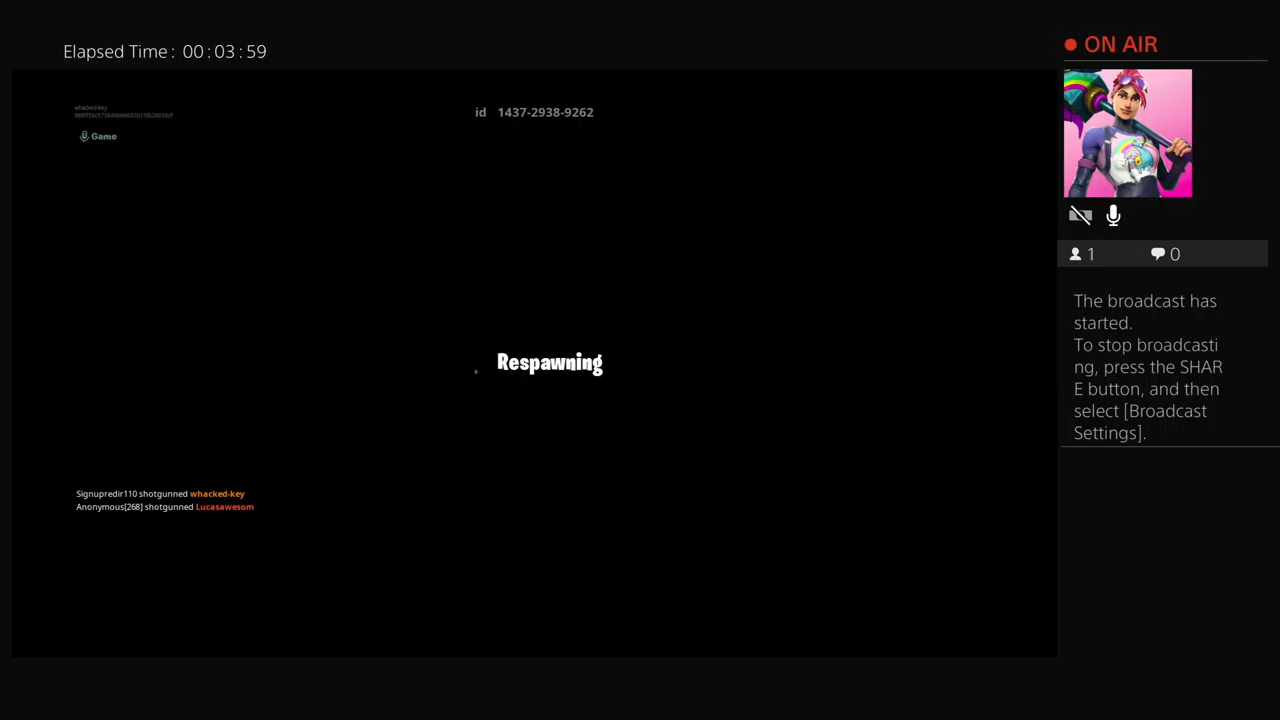 Elapsed Time: 00:03:59
ON AIR
whacked-key
id 1437-2938-9262
Game
1
0
The broadcast has
started.
To stop broadcasti
ng, press the SHAR
E button, and then
select [Broadcast
Settings].
Respawning
Signupredir110 shotgunned whacked-key
Anonymous[268] shotgunned Lucasawesom